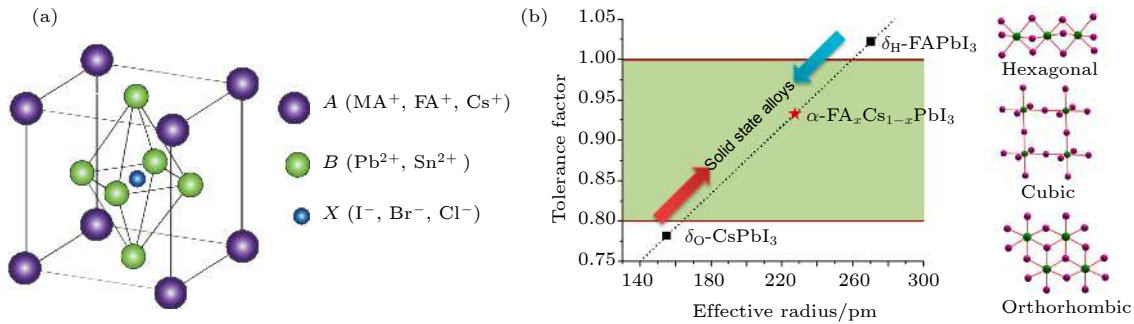 (a)
A (MA⁺, FA⁺, Cs⁺)
B (Pb²⁺, Sn²⁺ )
X (I⁻, Br⁻, Cl⁻)
(b)
Tolerance factor
1.05
1.00
0.95
0.90
0.85
0.80
0.75
δH-FAPbI₃
Solid state alloys
α-FAₓCs₁₋ₓPbI₃
δO-CsPbI₃
140 180 220 260 300
Effective radius/pm
Hexagonal
Cubic
Orthorhombic